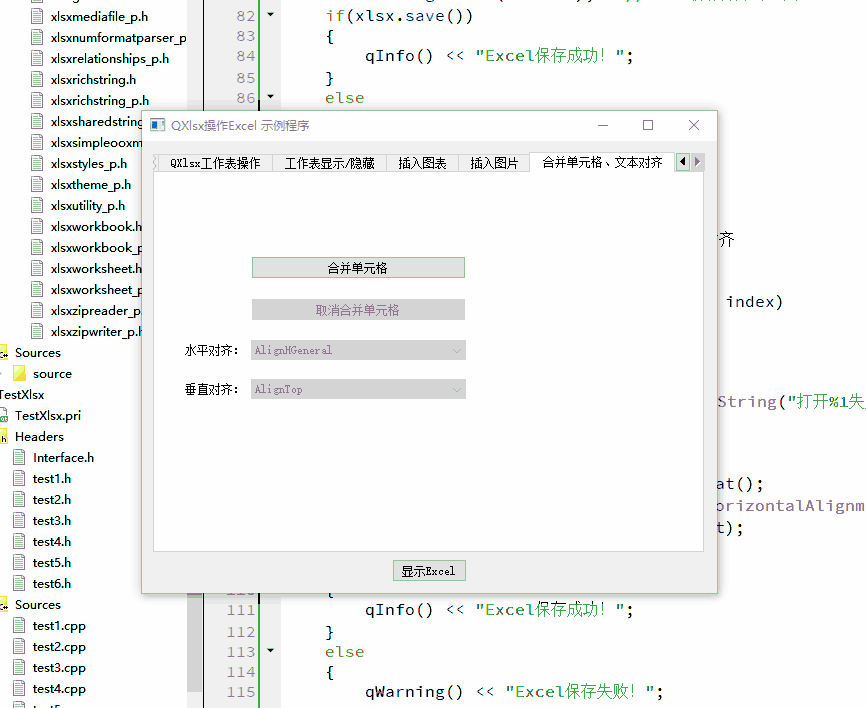 xlsxmediafile_p.h
xlsxnumformatparser_p
xlsxrelationships_p.h
xlsxrichstring.h
xlsxrichstring_p.h
xlsxsharedstring
xlsxsimpleooxm
xlsxstyles_p.h
xlsxtheme_p.h
xlsxutility_p.h
xlsxworkbook.h
xlsxworkbook_p
xlsxworksheet.h
xlsxworksheet_p
xlsxzipreader_p.
xlsxzipwriter_p.h
Sources
source
TestXlsx
TestXlsx.pri
Headers
Interface.h
test1.h
test2.h
test3.h
test4.h
test5.h
test6.h
Sources
test1.cpp
test2.cpp
test3.cpp
test4.cpp
82 if(xlsx.save())
83 {
84 qInfo() << "Excel保存成功! ";
85 }
86 else
QXlsx操作Excel 示例程序
QXlsx工作表操作 工作表显示/隐藏 插入图表 插入图片 合并单元格、文本对齐
合并单元格
取消合并单元格
水平对齐: AlignHGeneral
垂直对齐: AlignTop
显示Excel
齐
index)
String("打开%1失
at();
orizontalAlignm
t);
{
111 qInfo() << "Excel保存成功! ";
112 }
113 else
114 {
115 qWarning() << "Excel保存失败! ";